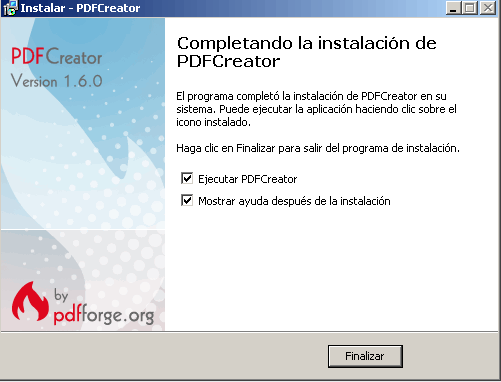 Instalar - PDFCreator
PDFCreator
Version 1.6.0
Completando la instalación de
PDFCreator
El programa completó la instalación de PDFCreator en su
sistema. Puede ejecutar la aplicación haciendo clic sobre el
icono instalado.
Haga clic en Finalizar para salir del programa de instalación.
Ejecutar PDFCreator
Mostrar ayuda después de la instalación
by
pdfforge.org
Finalizar